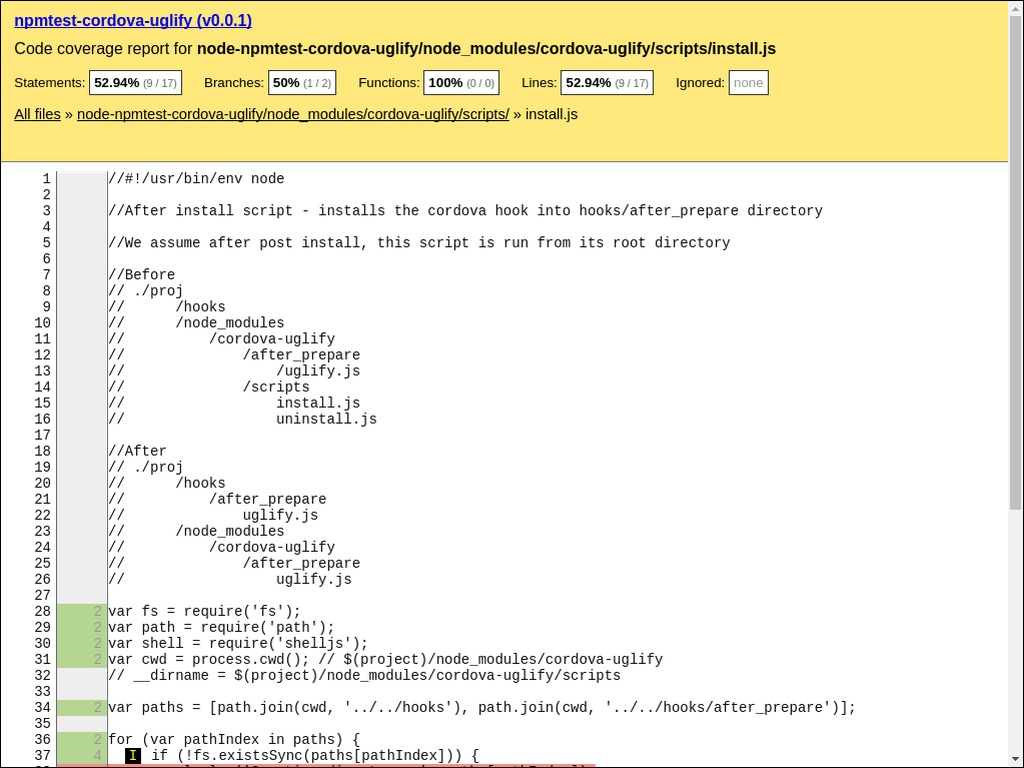 npmtest-cordova-uglify (v0.0.1)
Code coverage report for node-npmtest-cordova-uglify/node_modules/cordova-uglify/scripts/install.js
Statements: 52.94% (9 / 17) Branches: 50% (1 / 2) Functions: 100% (0 / 0) Lines: 52.94% (9 / 17) Ignored: none
All files » node-npmtest-cordova-uglify/node_modules/cordova-uglify/scripts/ » install.js
1 //#!/usr/bin/env node
2
3 //After install script - installs the cordova hook into hooks/after_prepare directory
4
5 //We assume after post install, this script is run from its root directory
6
7 //Before
8 // ./proj
9 //      /hooks
10 //      /node_modules
11 //          /cordova-uglify
12 //              /after_prepare
13 //                  /uglify.js
14 //              /scripts
15 //                  install.js
16 //                  uninstall.js
17
18 //After
19 // ./proj
20 //      /hooks
21 //          /after_prepare
22 //              uglify.js
23 //      /node_modules
24 //          /cordova-uglify
25 //              /after_prepare
26 //                  uglify.js
27
28 2 var fs = require('fs');
29 2 var path = require('path');
30 2 var shell = require('shelljs');
31 2 var cwd = process.cwd(); // $(project)/node_modules/cordova-uglify
32 // __dirname = $(project)/node_modules/cordova-uglify/scripts
33
34 2 var paths = [path.join(cwd, '../../hooks'), path.join(cwd, '../../hooks/after_prepare')];
35
36 2 for (var pathIndex in paths) {
37 4 I if (!fs.existsSync(paths[pathIndex])) {